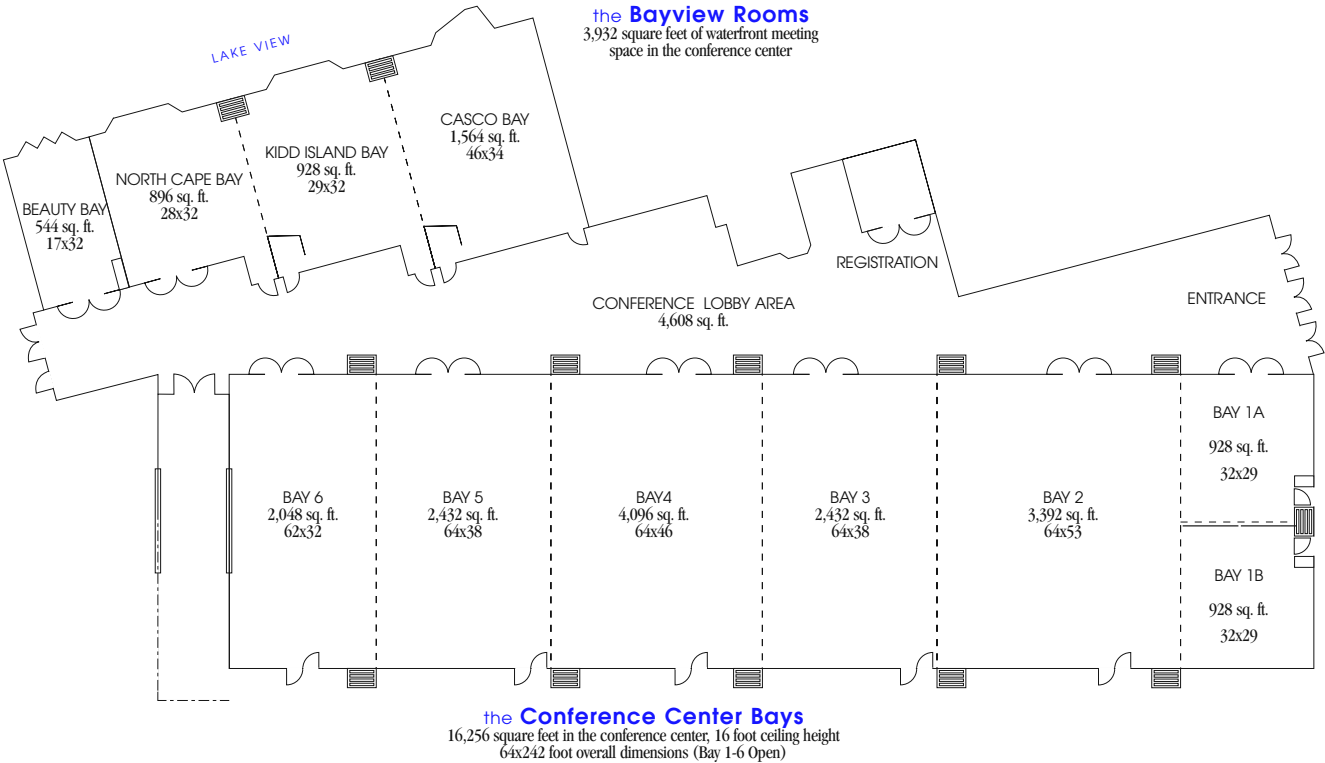 the Bayview Rooms
3,932 square feet of waterfront meeting
space in the conference center
LAKE VIEW
CASCO BAY
1,564 sq. ft.
46x34
KIDD ISLAND BAY
928 sq. ft.
29x32
NORTH CAPE BAY
896 sq. ft.
28x32
BEAUTY BAY
544 sq. ft.
17x32
REGISTRATION
CONFERENCE LOBBY AREA
4,608 sq. ft.
ENTRANCE
BAY 6
2,048 sq. ft.
62x32
BAY 5
2,432 sq. ft.
64x38
BAY4
4,096 sq. ft.
64x46
BAY 3
2,432 sq. ft.
64x38
BAY 2
3,392 sq. ft.
64x53
BAY 1A
928 sq. ft.
32x29
BAY 1B
928 sq. ft.
32x29
the Conference Center Bays
16,256 square feet in the conference center, 16 foot ceiling height
64x242 foot overall dimensions (Bay 1-6 Open)